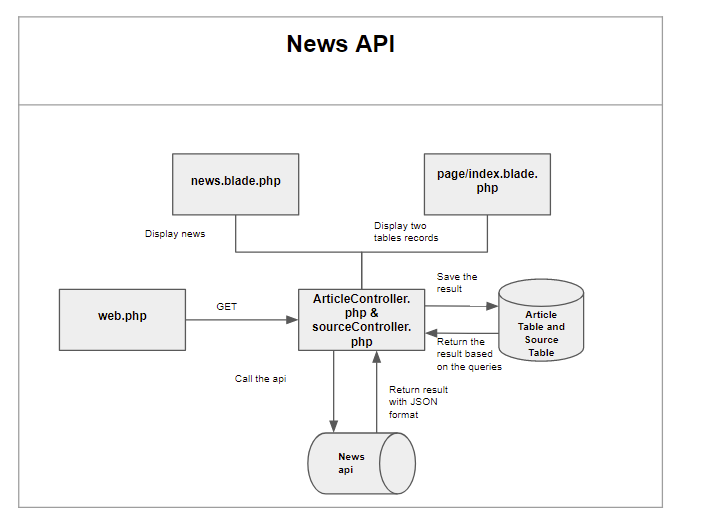 News API
news.blade.php
page/index.blade.
php
Display news
Display two
tables records
web.php
GET
ArticleController.
php &
sourceController.
php
Save the
result
Article
Table and
Source
Table
Return the
result based
on the queries
Call the api
Return result
with JSON
format
News
api